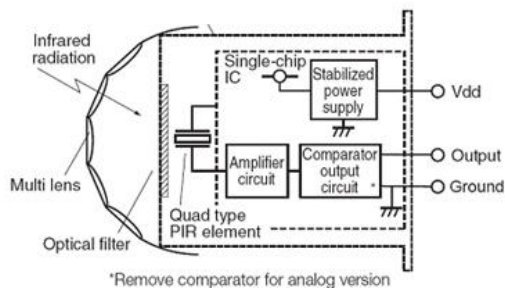 Infrared
radiation
Single-chip
IC
Stabilized
power
supply
Vdd
Amplifier
circuit
Comparator
output
circuit *
Output
Ground
Multi lens
Optical filter
Quad type
PIR element
*Remove comparator for analog version